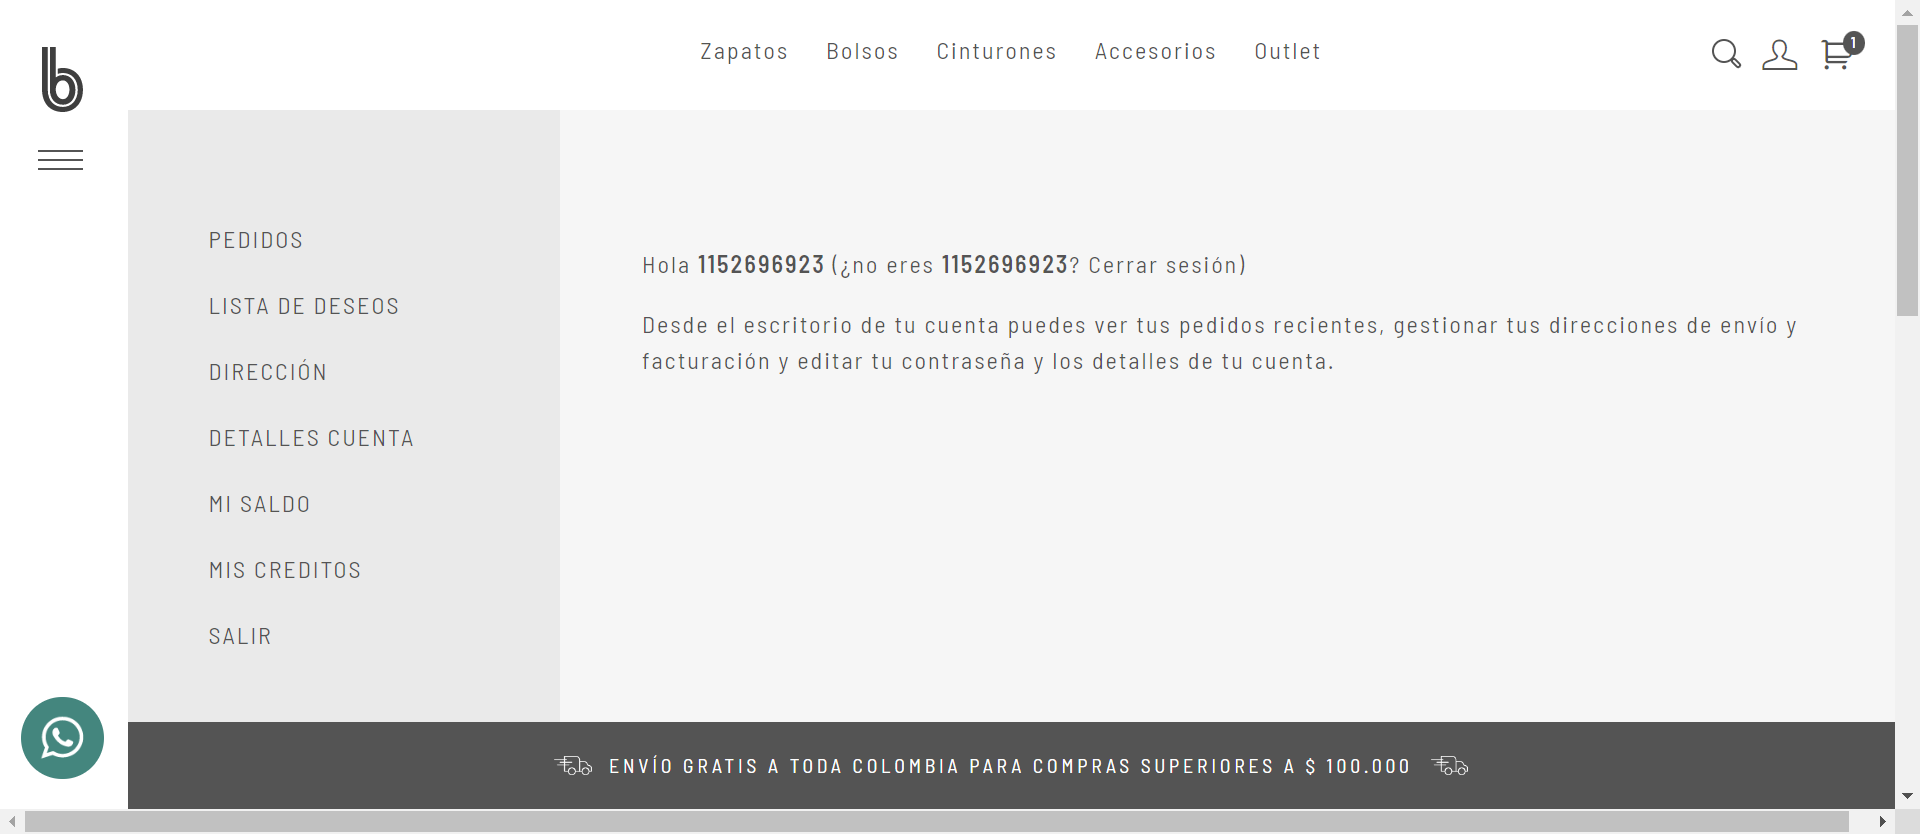 b
Zapatos Bolsos Cinturones Accesorios Outlet
1
PEDIDOS
LISTA DE DESEOS
DIRECCIÓN
DETALLES CUENTA
MI SALDO
MIS CREDITOS
SALIR
Hola 1152696923 (¿no eres 1152696923? Cerrar sesión)
Desde el escritorio de tu cuenta puedes ver tus pedidos recientes, gestionar tus direcciones de envío y
facturación y editar tu contraseña y los detalles de tu cuenta.
ENVÍO GRATIS A TODA COLOMBIA PARA COMPRAS SUPERIORES A $ 100.000